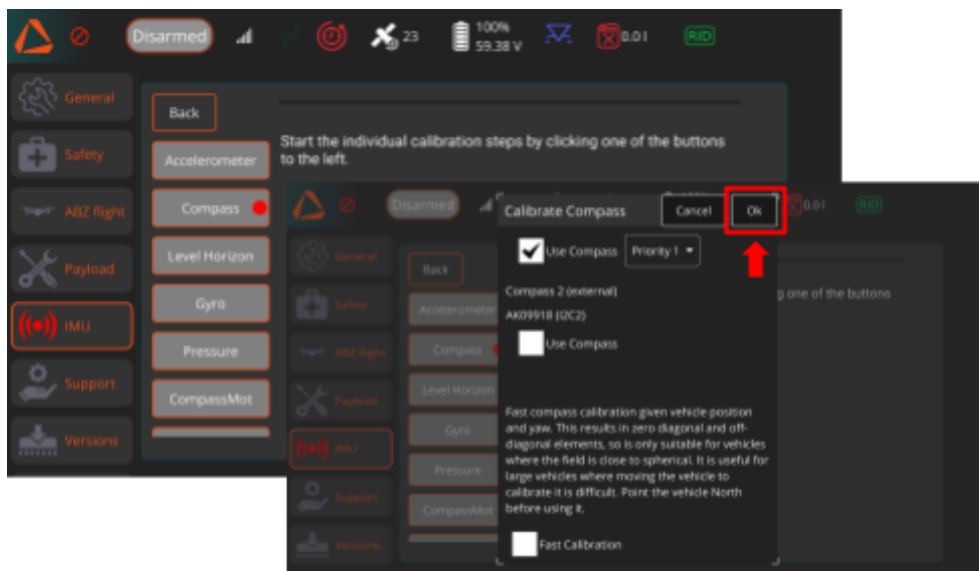 Disarmed
23
100%
59.38 V
0.01
RID
General
Safety
ABZ flight
Payload
IMU
Support
Versions
Back
Accelerometer
Compass
Level Horizon
Gyro
Pressure
CompassMot
Start the individual calibration steps by clicking one of the buttons
to the left.
Disarmed
0.01
RID
General
Safety
ABZ flight
Payload
IMU
Support
Versions
Back
Accelerometer
Compass
Level Horizon
Gyro
Pressure
CompassMot
g one of the buttons
Calibrate Compass
Cancel
Ok
Use Compass
Priority 1
Compass 2 (external)
AK09918 (I2C2)
Use Compass
Fast compass calibration given vehicle position
and yaw. This results in zero diagonal and off-
diagonal elements, so is only suitable for vehicles
where the field is close to spherical. It is useful for
large vehicles where moving the vehicle to
calibrate it is difficult. Point the vehicle North
before using it.
Fast Calibration